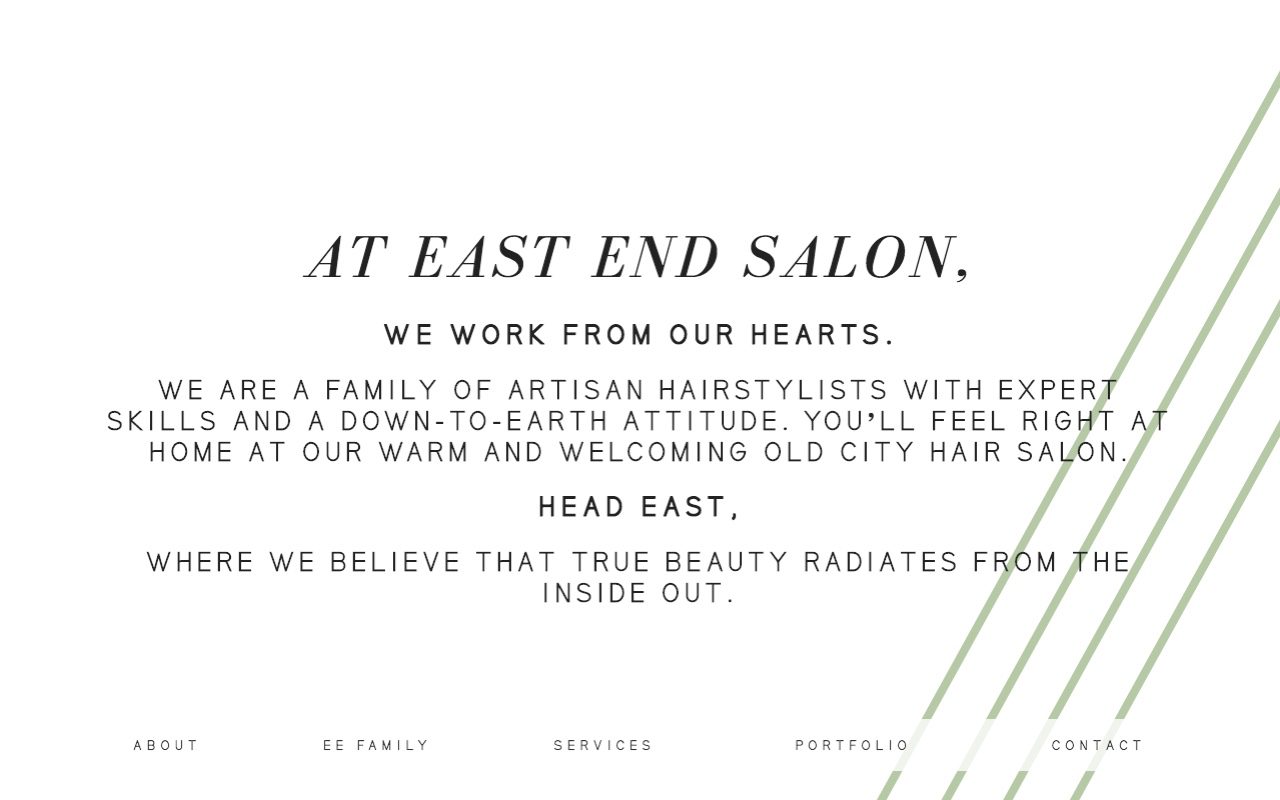 AT EAST END SALON,
WE WORK FROM OUR HEARTS.
WE ARE A FAMILY OF ARTISAN HAIRSTYLISTS WITH EXPERT
SKILLS AND A DOWN-TO-EARTH ATTITUDE. YOU’LL FEEL RIGHT AT
HOME AT OUR WARM AND WELCOMING OLD CITY HAIR SALON.
HEAD EAST,
WHERE WE BELIEVE THAT TRUE BEAUTY RADIATES FROM THE
INSIDE OUT.
ABOUT EE FAMILY SERVICES PORTFOLIO CONTACT